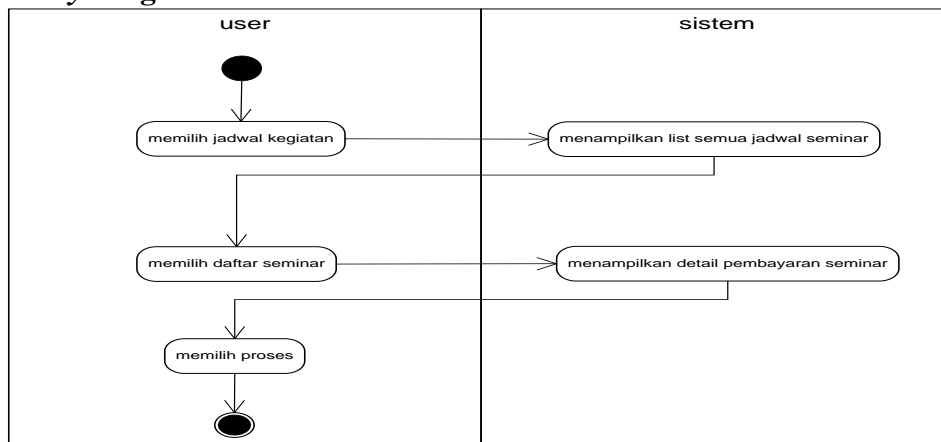 user
sistem
memilih jadwal kegiatan
menampilkan list semua jadwal seminar
memilih daftar seminar
menampilkan detail pembayaran seminar
memilih proses